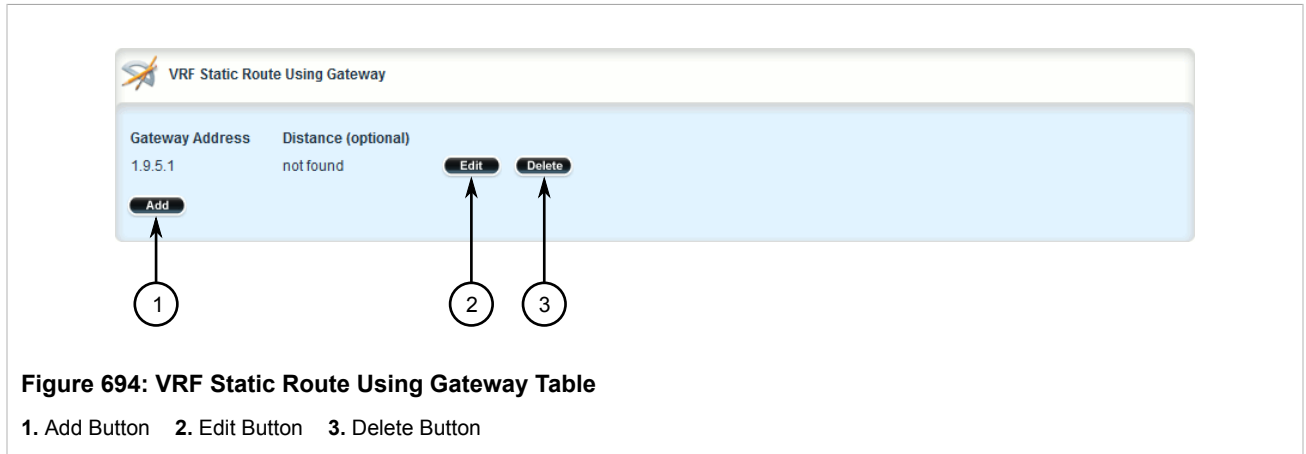 VRF Static Route Using Gateway
Gateway Address Distance (optional)
1.9.5.1 not found Edit Delete
Add
1 2 3
Figure 694: VRF Static Route Using Gateway Table
1. Add Button 2. Edit Button 3. Delete Button